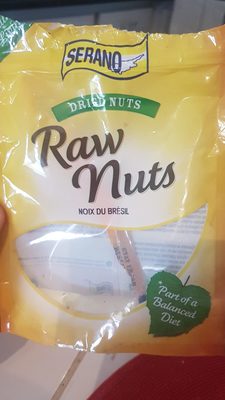 SERANO
DRIED NUTS
Raw
Nuts
NOIX DU BRÉSIL
Part of a
Balanced
Diet